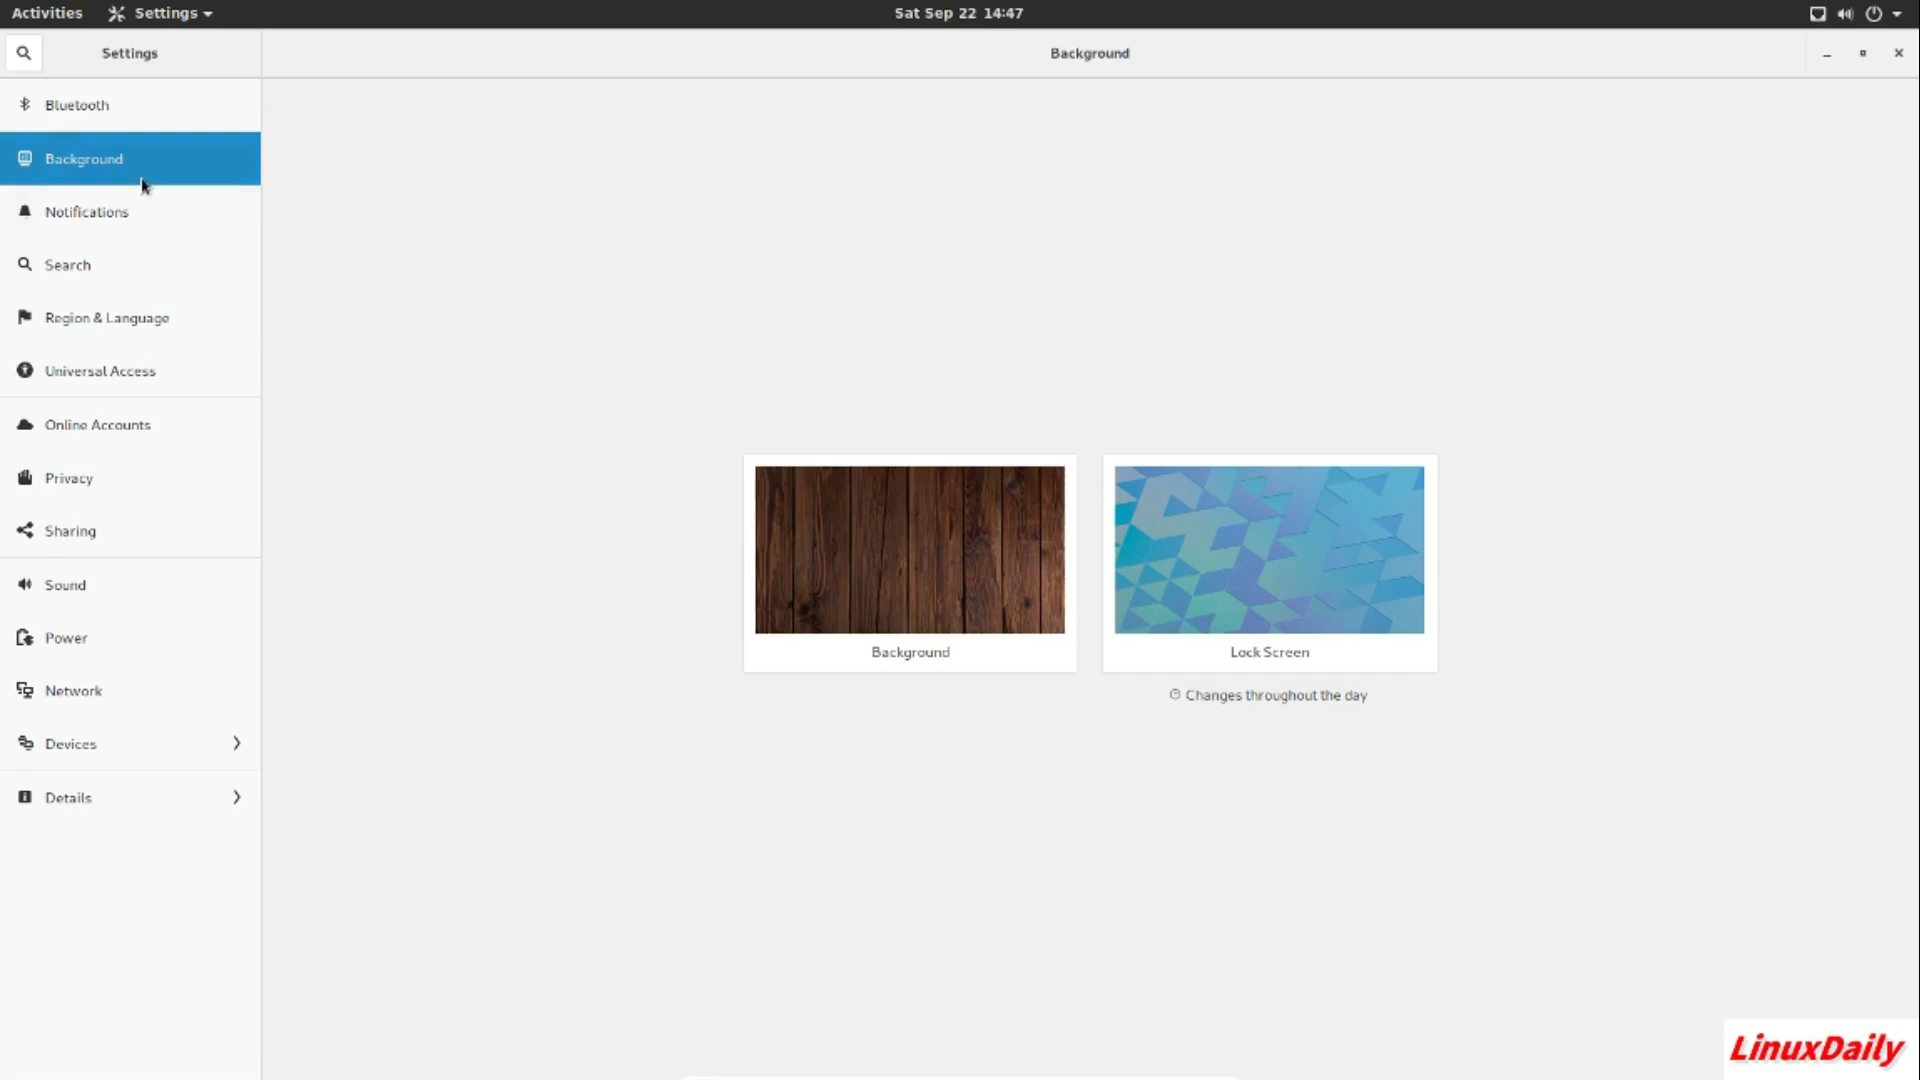 Activities Settings Sat Sep 22 14:47
Settings Background
Bluetooth
Background
Notifications
Search
Region & Language
Universal Access
Online Accounts
Privacy
Sharing
Sound
Power
Network
Devices
Details
Background
Lock Screen
Changes throughout the day
LinuxDaily